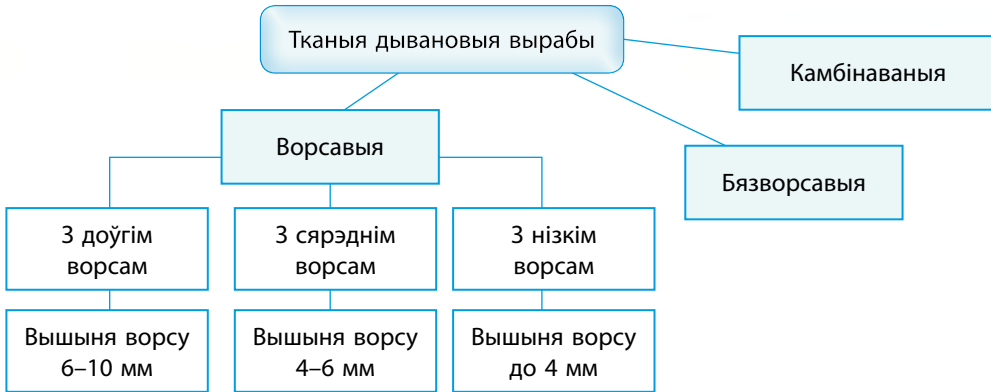 Тканыя дывановыя вырабы
Камбінаваныя
Ворсавыя
Бязворсавыя
З доўгім
ворсам
З сярэднім
ворсам
З нізкім
ворсам
Вышыня ворсу
6–10 мм
Вышыня ворсу
4–6 мм
Вышыня ворсу
до 4 мм